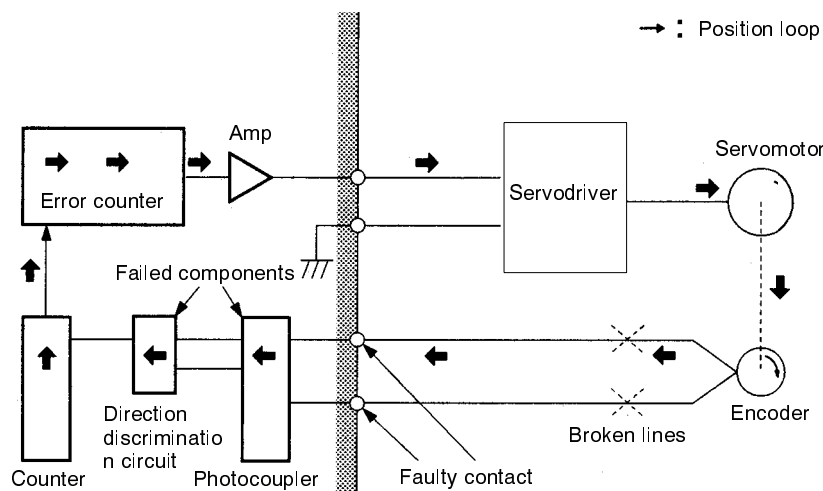 : Position loop
Amp
Servomotor
Error counter
Servodriver
Failed components
Direction
discriminatio
n circuit
Encoder
Broken lines
Counter
Photocoupler
Faulty contact